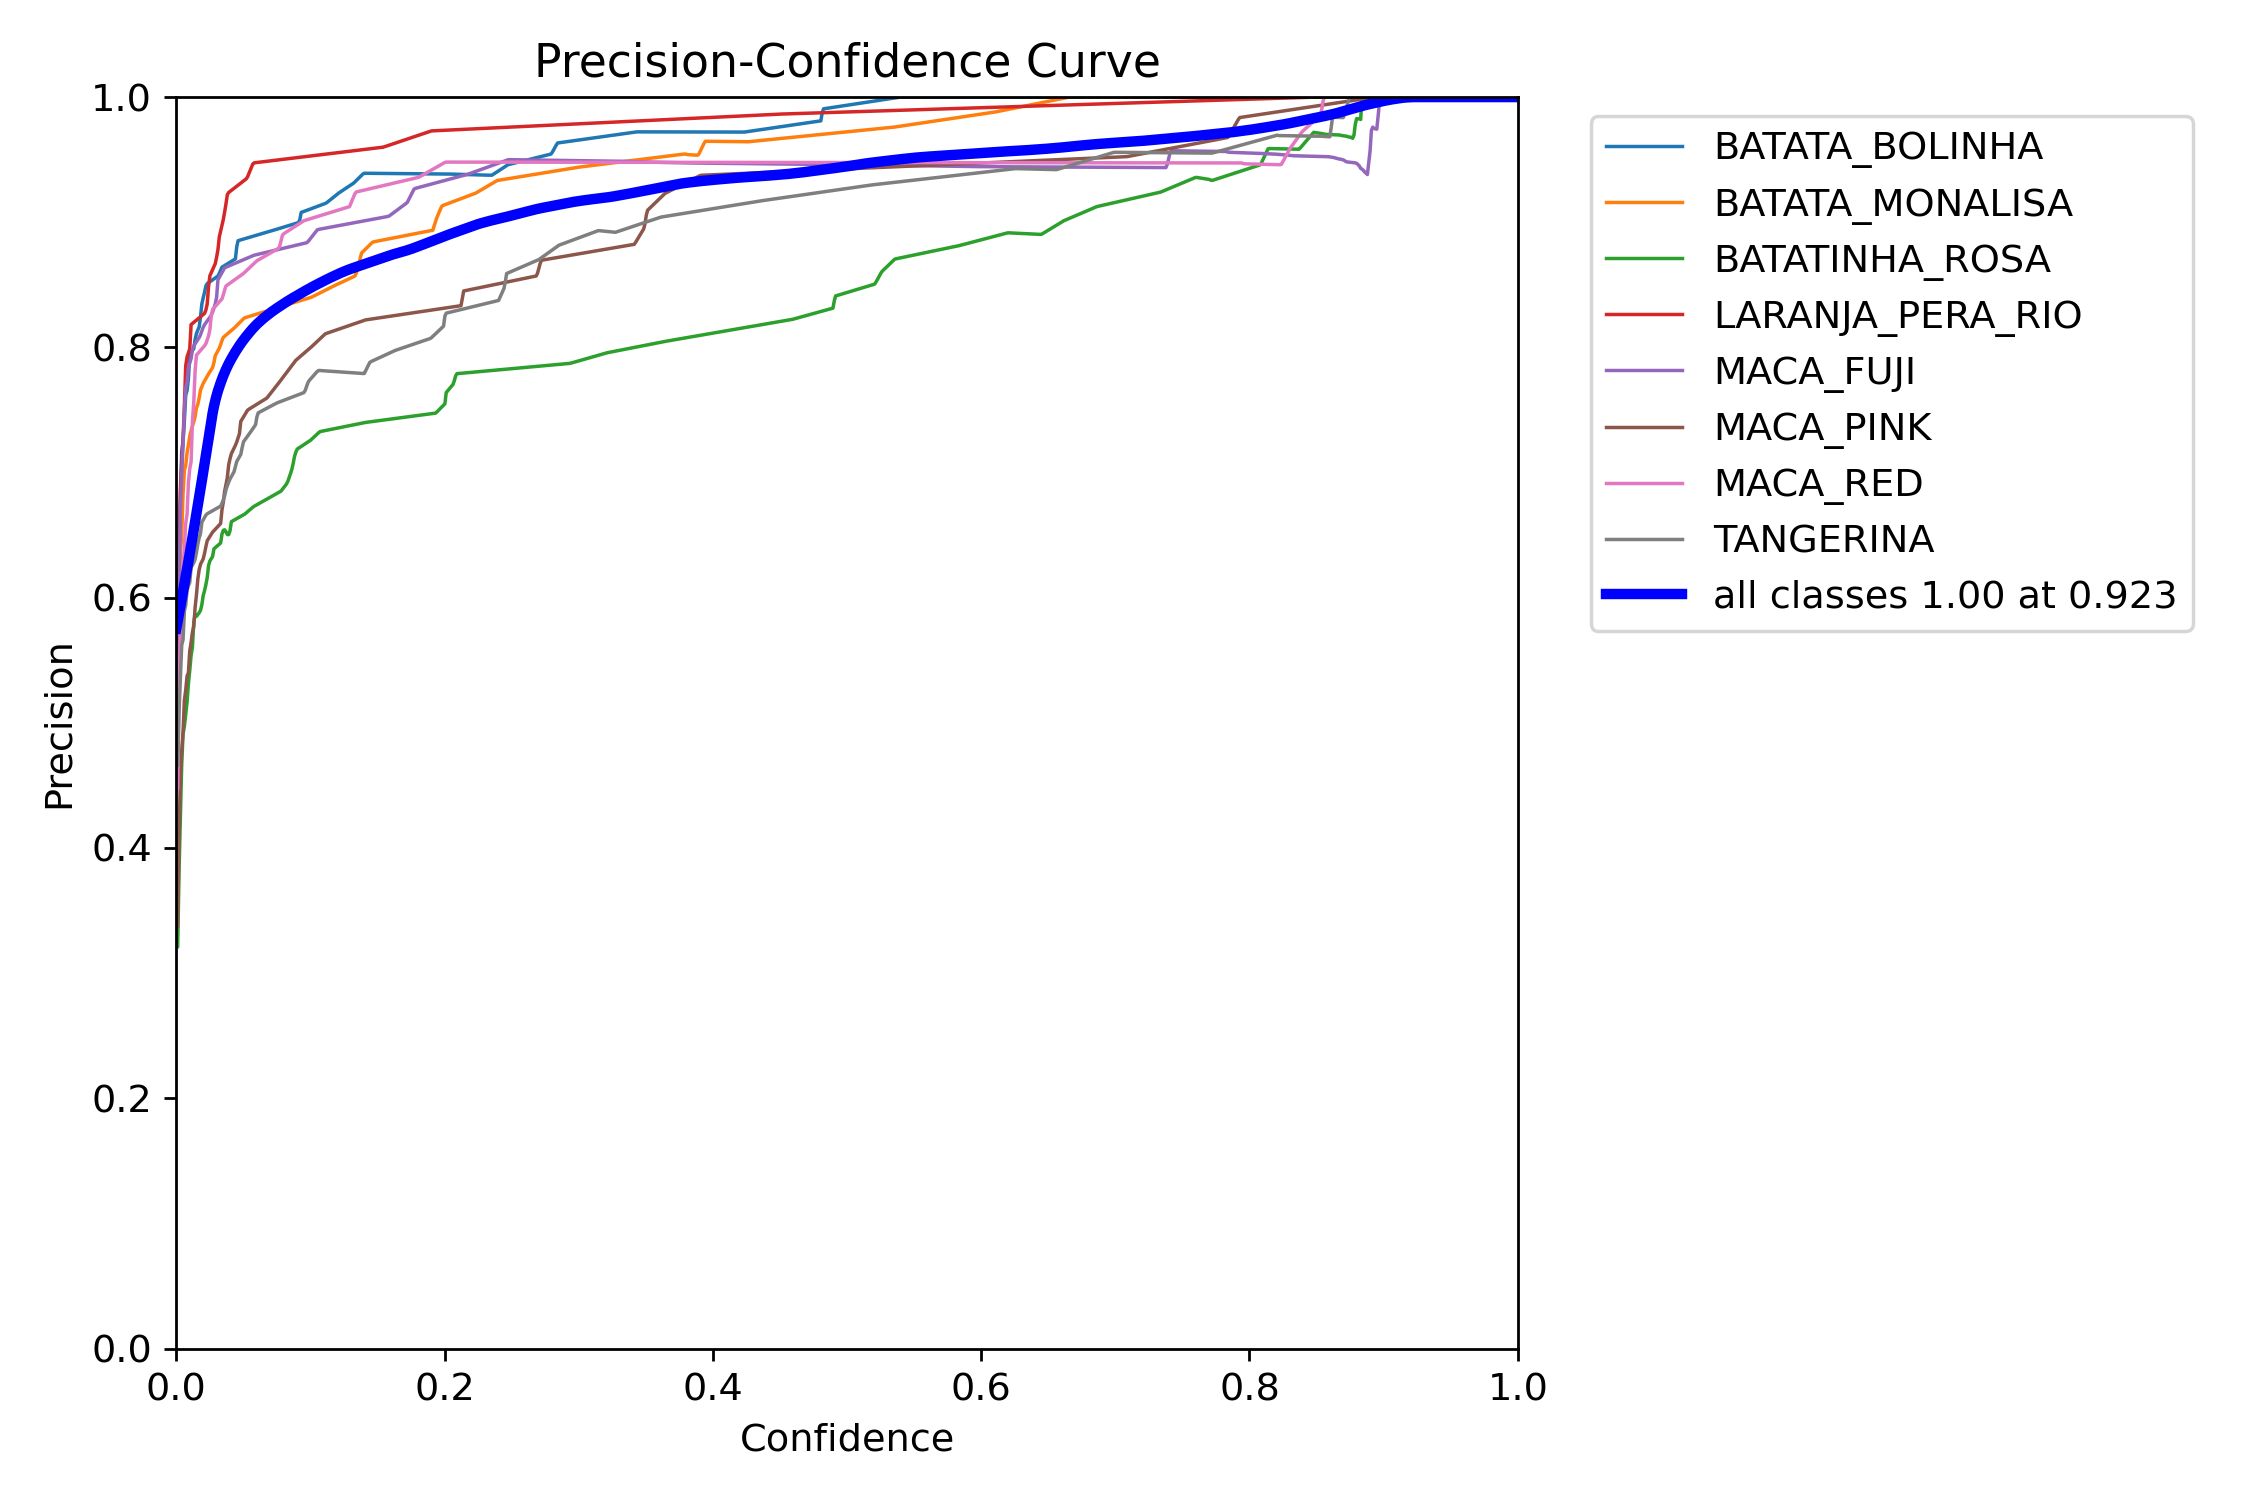 Precision-Confidence Curve
1.0
0.8
0.6
0.4
0.2
0.0
Precision
0.0 0.2 0.4 0.6 0.8 1.0
Confidence
BATATA_BOLINHA
BATATA_MONALISA
BATATINHA_ROSA
LARANJA_PERA_RIO
MACA_FUJI
MACA_PINK
MACA_RED
TANGERINA
all classes 1.00 at 0.923